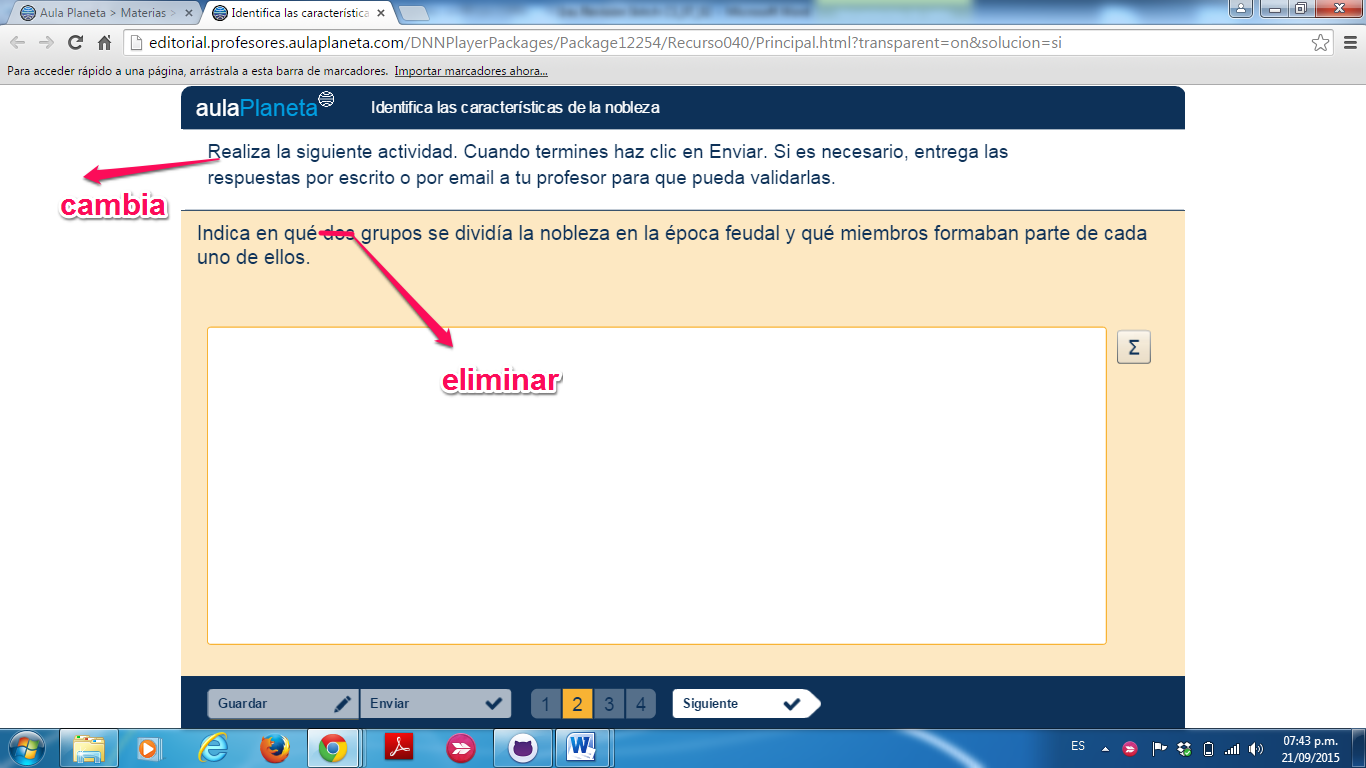 Aula Planeta > Materias >
Identifica las característica
editorial.profesores.aulaplaneta.com/DNNPlayerPackages/Package12254/Recurso040/Principal.html?transparent=on&solucion=si
Para acceder rápido a una página, arrástrala a esta barra de marcadores. Importar marcadores ahora...
aulaPlaneta Identifica las características de la nobleza
Realiza la siguiente actividad. Cuando termines haz clic en Enviar. Si es necesario, entrega las
respuestas por escrito o por email a tu profesor para que pueda validarlas.
cambia
Indica en qué dos grupos se dividía la nobleza en la época feudal y qué miembros formaban parte de cada
uno de ellos.
Σ
eliminar
Guardar Enviar 1 2 3 4 Siguiente
ES 07:43 p.m.
21/09/2015